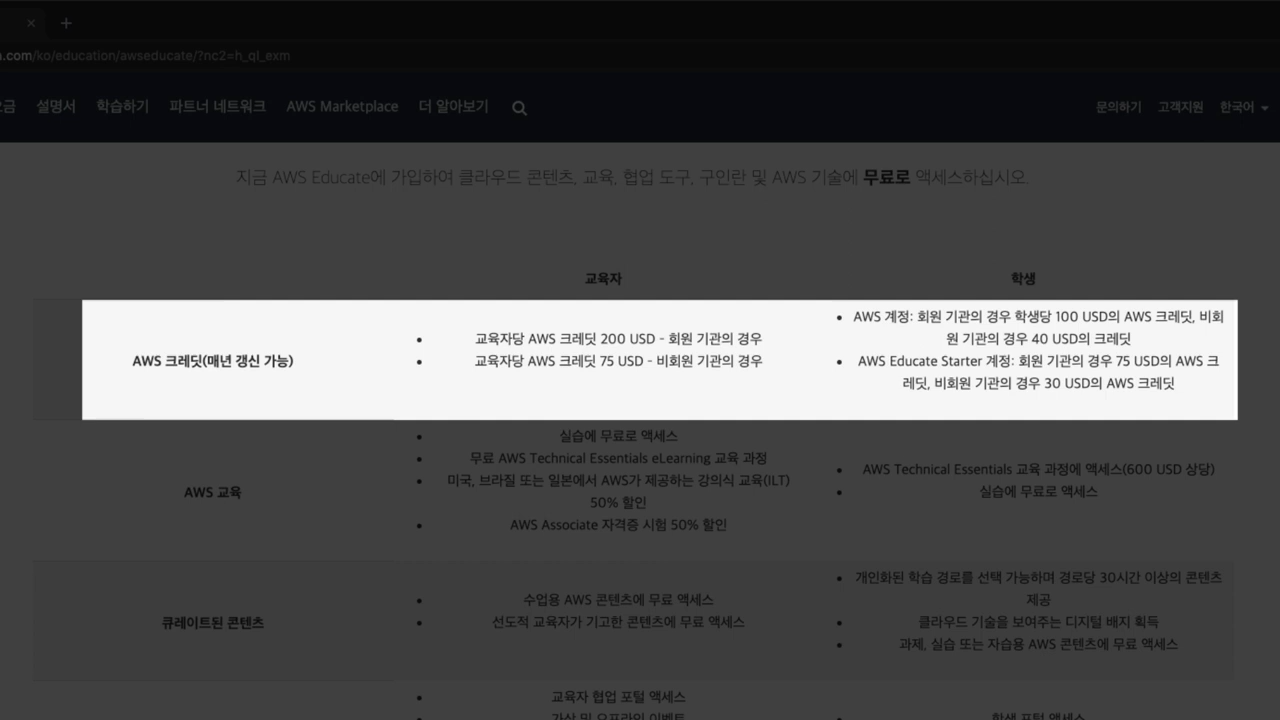 × +
.com/ko/education/awseducate/?nc2=h_ql_exm
설명서 학습하기 파트너 네트워크 AWS Marketplace 더 알아보기 문의하기 고객지원 한국어
지금 AWS Educate에 가입하여 클라우드 콘텐츠, 교육, 협업 도구, 구인란 및 AWS 기술에 무료로 액세스하십시오.
교육자 학생
AWS 크레딧(매년 갱신 가능)
• 교육자당 AWS 크레딧 200 USD - 회원 기관의 경우
• 교육자당 AWS 크레딧 75 USD - 비회원 기관의 경우
• AWS 계정: 회원 기관의 경우 학생당 100 USD의 AWS 크레딧, 비회
원 기관의 경우 40 USD의 크레딧
• AWS Educate Starter 계정: 회원 기관의 경우 75 USD의 AWS 크
레딧, 비회원 기관의 경우 30 USD의 AWS 크레딧
AWS 교육
• 실습에 무료로 액세스
• 무료 AWS Technical Essentials eLearning 교육 과정
• 미국, 브라질 또는 일본에서 AWS가 제공하는 강의식 교육(ILT)
50% 할인
• AWS Associate 자격증 시험 50% 할인
• AWS Technical Essentials 교육 과정에 액세스(600 USD 상당)
• 실습에 무료로 액세스
큐레이트된 콘텐츠
• 수업용 AWS 콘텐츠에 무료 액세스
• 선도적 교육자가 기고한 콘텐츠에 무료 액세스
• 개인화된 학습 경로를 선택 가능하며 경로당 30시간 이상의 콘텐츠
제공
• 클라우드 기술을 보여주는 디지털 배지 획득
• 과제, 실습 또는 자습용 AWS 콘텐츠에 무료 액세스
• 교육자 협업 포털 액세스
• 가상 및 오프라인 이벤트
• 학생 포털 액세스